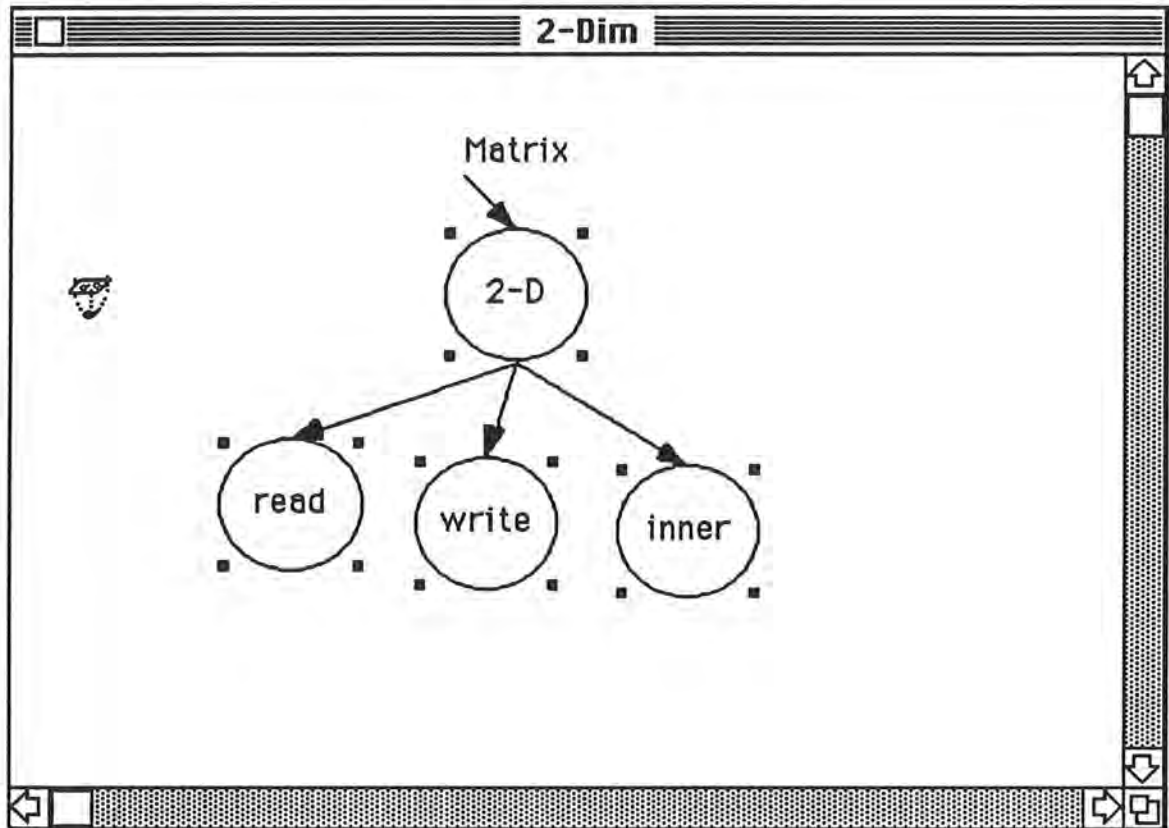 2-Dim
Matrix
2-D
read
write
inner